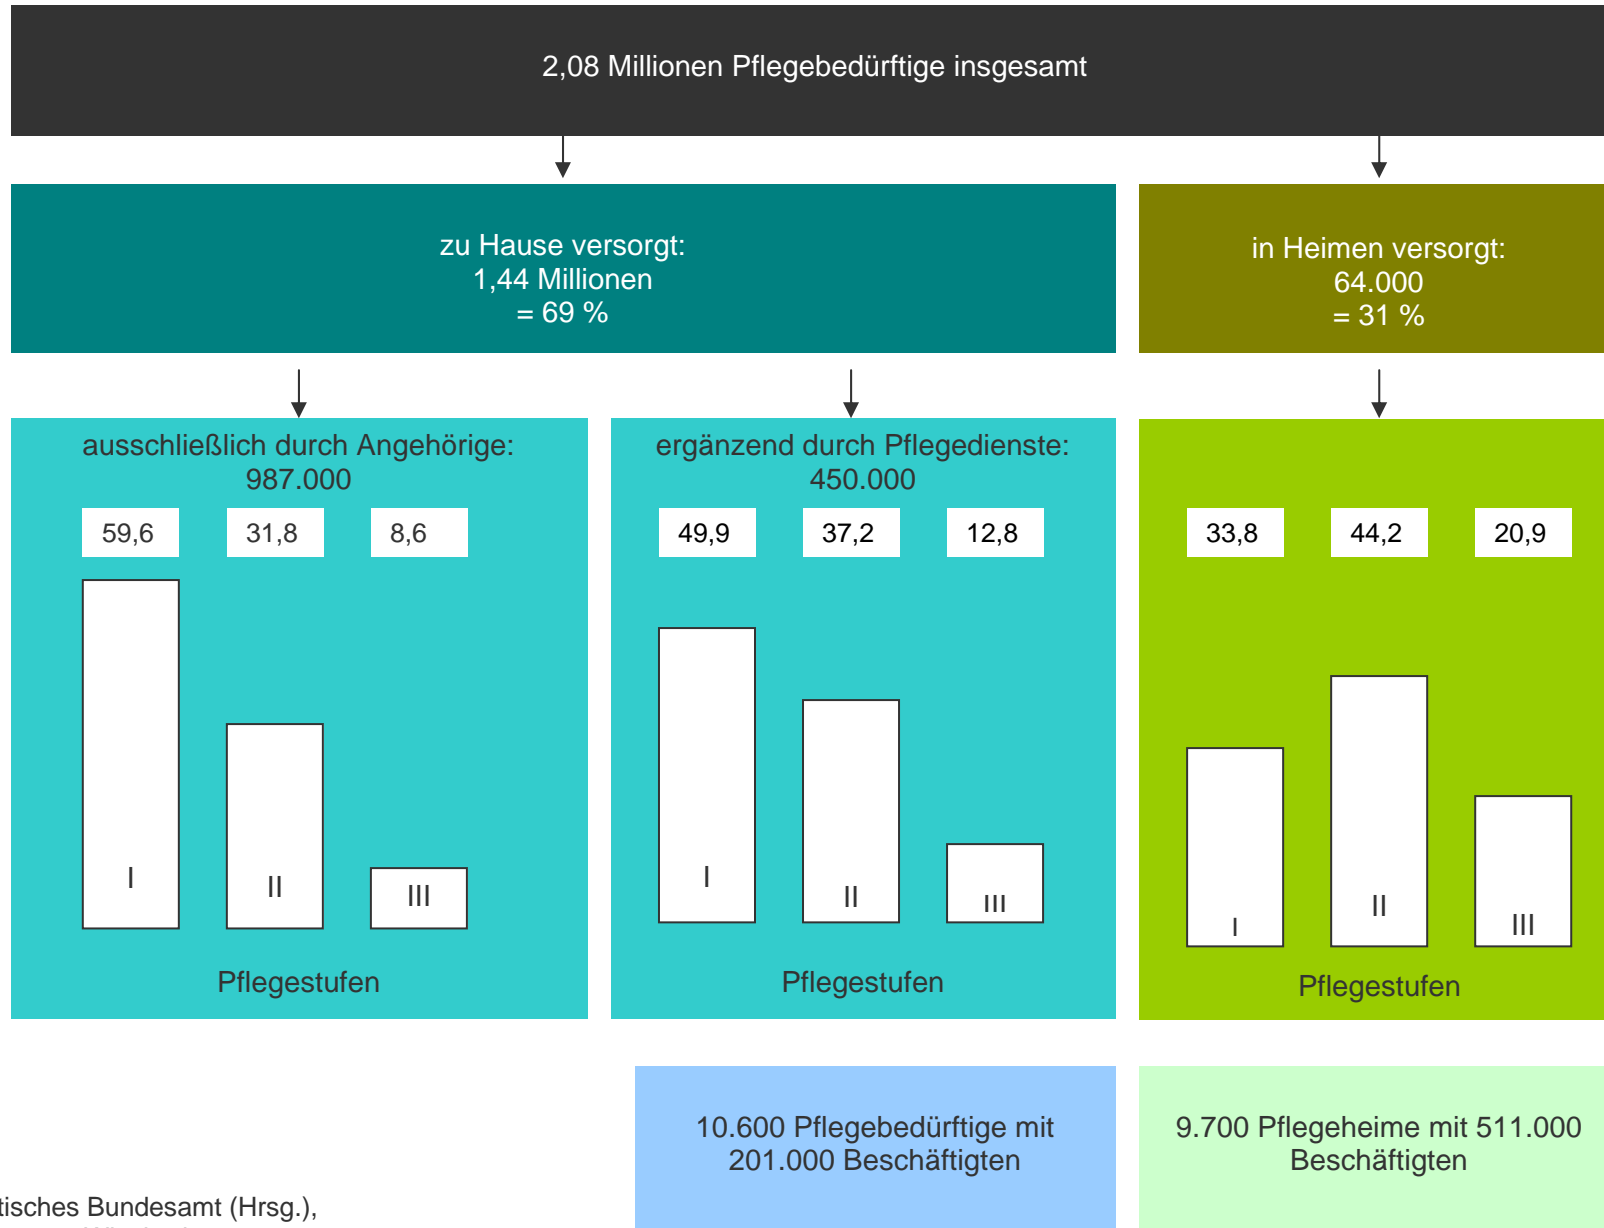 2,08 Millionen Pflegebedürftige insgesamt
zu Hause versorgt:
1,44 Millionen
= 69 %
in Heimen versorgt:
64.000
= 31 %
ausschließlich durch Angehörige:
987.000
59,6 31,8 8,6
I II III
Pflegestufen
ergänzend durch Pflegedienste:
450.000
49,9 37,2 12,8
I II III
Pflegestufen
33,8 44,2 20,9
I II III
Pflegestufen
10.600 Pflegebedürftige mit
201.000 Beschäftigten
9.700 Pflegeheime mit 511.000
Beschäftigten
tisches Bundesamt (Hrsg.),